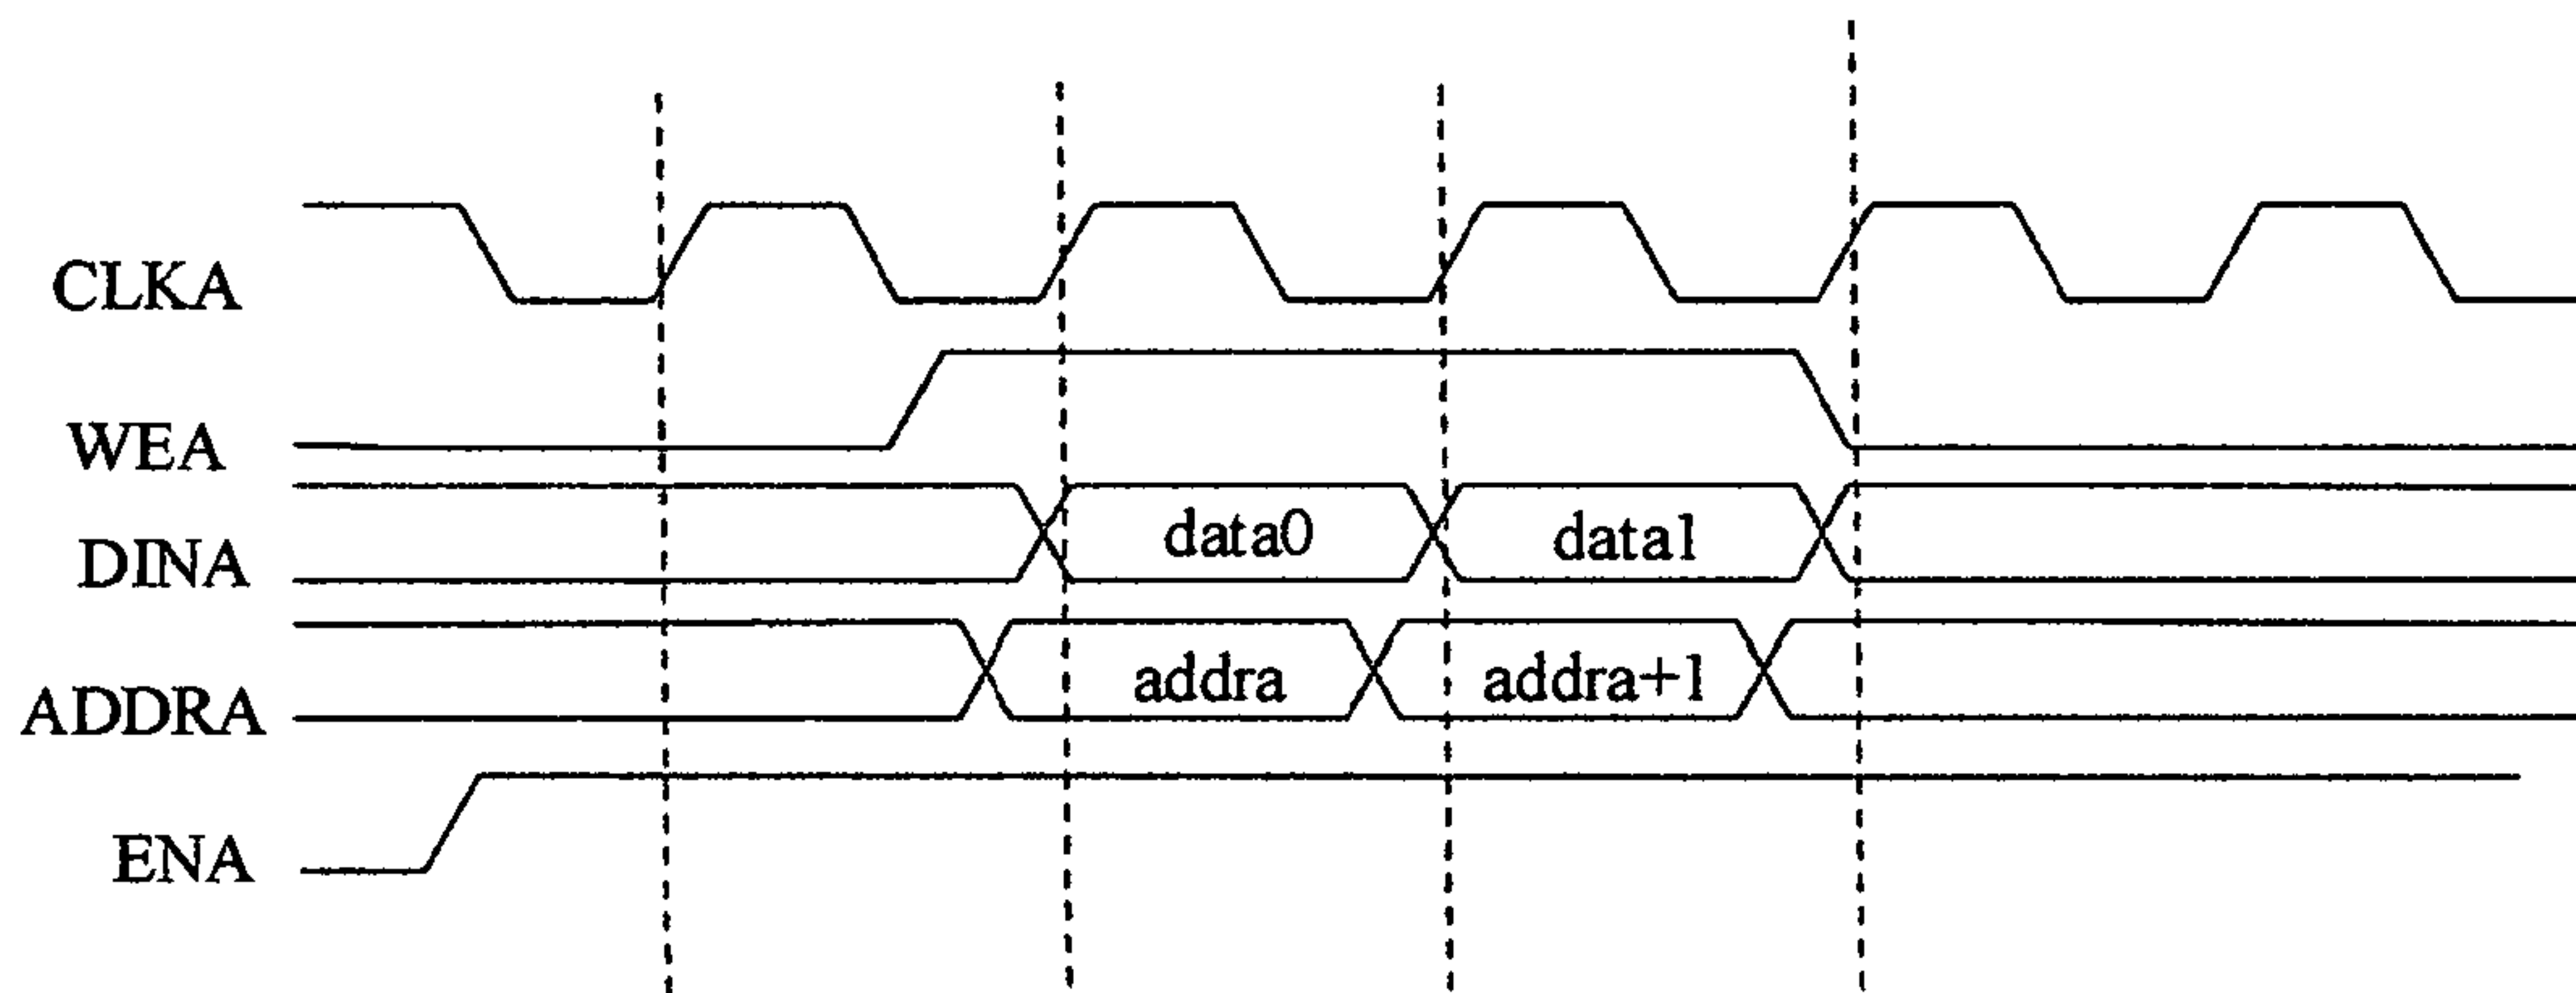 CLKA
WEA
DINA data0 data1
ADDRA addra addra+1
ENA